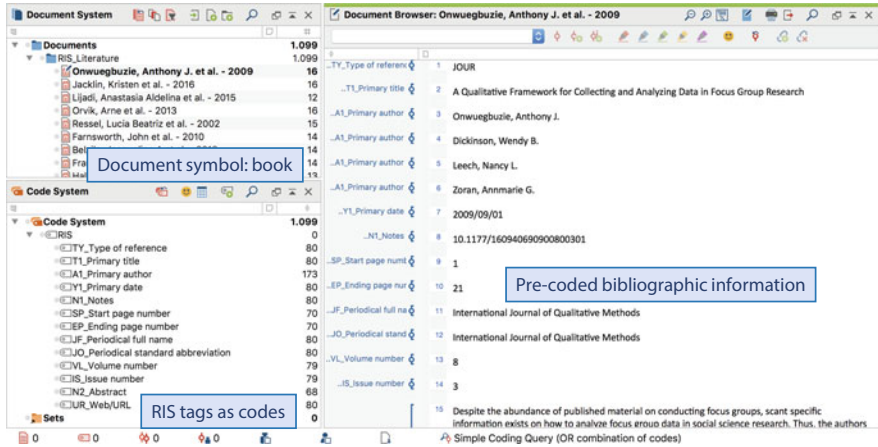 Document System
Documents 1.099
RIS_Literature 1.099
Onwuegbuzie, Anthony J. et al. - 2009 16
Jacklin, Kristen et al. - 2016 16
Lijadi, Anastasia Aldelina et al. - 2015 12
Orvik, Arne et al. - 2013 16
Ressel, Lucia Beatriz et al. - 2002 15
Farnsworth, John et al. - 2010 14
14
14
13
Document symbol: book
Code System
Code System 1.099
RIS 0
TY_Type of reference 80
T1_Primary title 80
A1_Primary author 173
Y1_Primary date 80
N1_Notes 80
SP_Start page number 70
EP_Ending page number 70
JF_Periodical full name 80
JO_Periodical standard abbreviation 80
VL_Volume number 79
IS_Issue number 79
N2_Abstract 68
UR_Web/URL 80
Sets 0
RIS tags as codes
Document Browser: Onwuegbuzie, Anthony J. et al. - 2009
..TY_Type of referenc 1 JOUR
..T1_Primary title 2 A Qualitative Framework for Collecting and Analyzing Data in Focus Group Research
..A1_Primary author 3 Onwuegbuzie, Anthony J.
..A1_Primary author 4 Dickinson, Wendy B.
..A1_Primary author 5 Leech, Nancy L.
..A1_Primary author 6 Zoran, Annmarie G.
..Y1_Primary date 7 2009/09/01
..N1_Notes 8 10.1177/160940690900800301
..SP_Start page numb 9 1
..EP_Ending page nur 10 21
Pre-coded bibliographic information
..JF_Periodical full na 11 International Journal of Qualitative Methods
..JO_Periodical stand 12 International Journal of Qualitative Methods
..VL_Volume number 13 8
..IS_Issue number 14 3
15 Despite the abundance of published material on conducting focus groups, scant specific
information exists on how to analyze focus group data in social science research. Thus, the authors
0 0 0 0 Simple Coding Query (OR combination of codes)